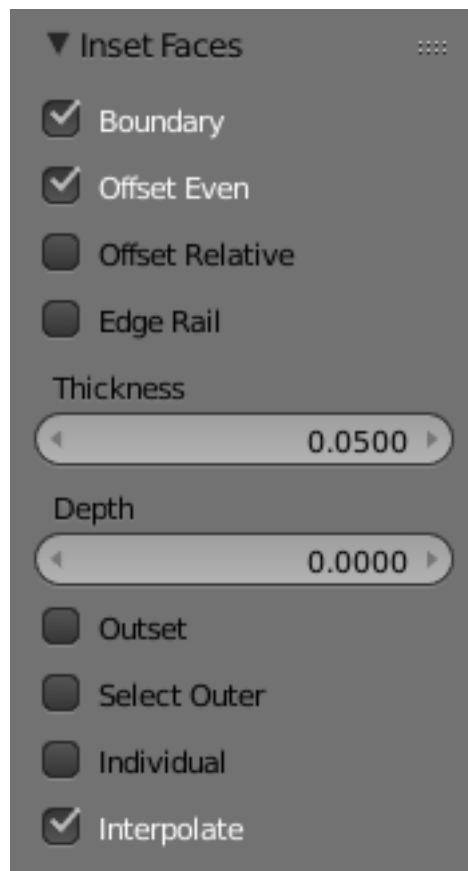 Inset Faces
Boundary
Offset Even
Offset Relative
Edge Rail
Thickness
0.0500
Depth
0.0000
Outset
Select Outer
Individual
Interpolate